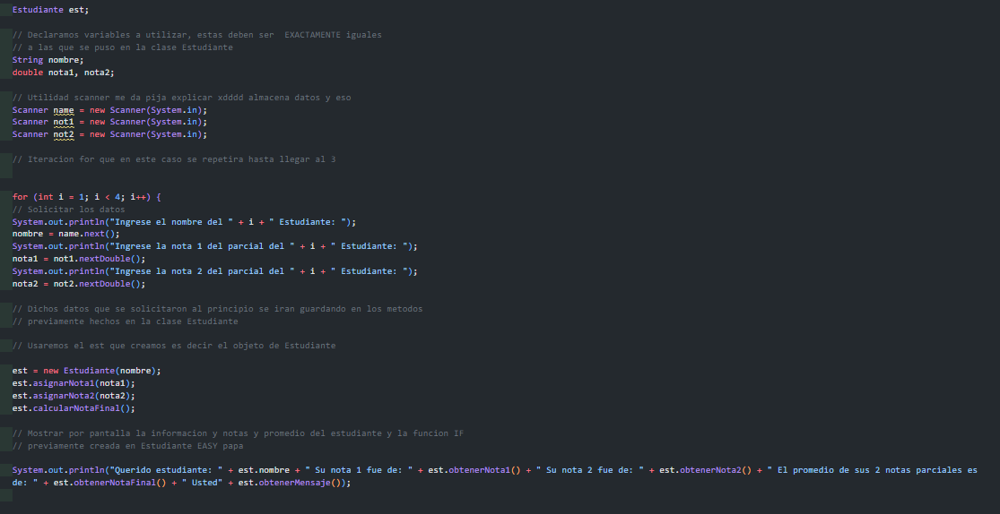 Estudiante est;
// Declaramos variables a utilizar, estas deben ser  EXACTAMENTE iguales
// a las que se puso en la clase Estudiante
String nombre;
double nota1, nota2;
// Utilidad scanner me da pija explicar xdddd almacena datos y eso
Scanner name = new Scanner(System.in);
Scanner not1 = new Scanner(System.in);
Scanner not2 = new Scanner(System.in);
// Iteracion for que en este caso se repetira hasta llegar al 3
for (int i = 1; i < 4; i++) {
// Solicitar los datos
System.out.println("Ingrese el nombre del " + i + " Estudiante: ");
nombre = name.next();
System.out.println("Ingrese la nota 1 del parcial del " + i + " Estudiante: ");
nota1 = not1.nextDouble();
System.out.println("Ingrese la nota 2 del parcial del " + i + " Estudiante: ");
nota2 = not2.nextDouble();
// Dichos datos que se solicitaron al principio se iran guardando en los metodos
// previamente hechos en la clase Estudiante
// Usaremos el est que creamos es decir el objeto de Estudiante
est = new Estudiante(nombre);
est.asignarNota1(nota1);
est.asignarNota2(nota2);
est.calcularNotaFinal();
// Mostrar por pantalla la informacion y notas y promedio del estudiante y la funcion IF
// previamente creada en Estudiante EASY papa
System.out.println("Querido estudiante: " + est.nombre + " Su nota 1 fue de: " + est.obtenerNota1() + " Su nota 2 fue de: " + est.obtenerNota2() + " El promedio de sus 2 notas parciales es
de: " + est.obtenerNotaFinal() + " Usted" + est.obtenerMensaje());